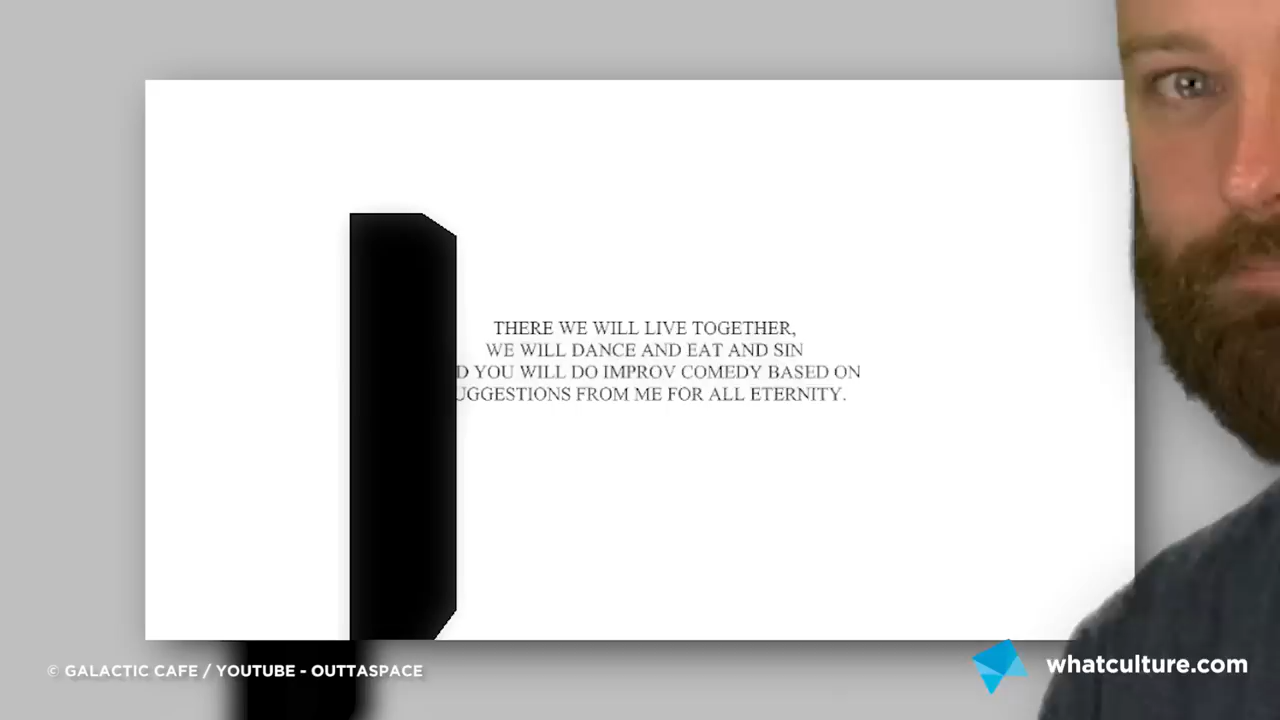 THERE WE WILL LIVE TOGETHER,
WE WILL DANCE AND EAT AND SIN
YOU WILL DO IMPROV COMEDY BASED ON
FROM ME FOR ALL ETERNITY.
© GALACTIC CAFE / YOUTUBE - OUTTASPACE
whatculture.com